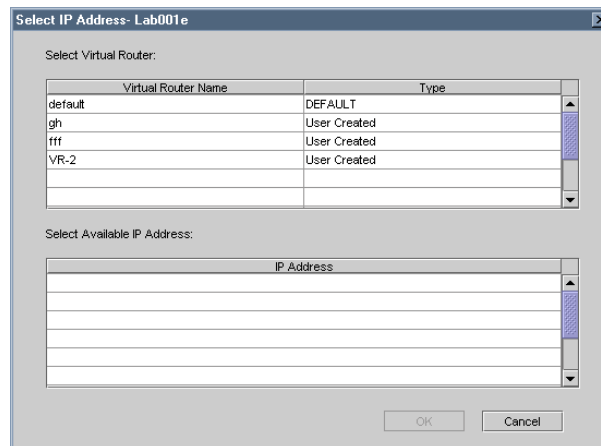 Select IP Address- Lab001e
Select Virtual Router:
Virtual Router Name Type
default DEFAULT
gh User Created
fff User Created
VR-2 User Created
Select Available IP Address:
IP Address
OK Cancel